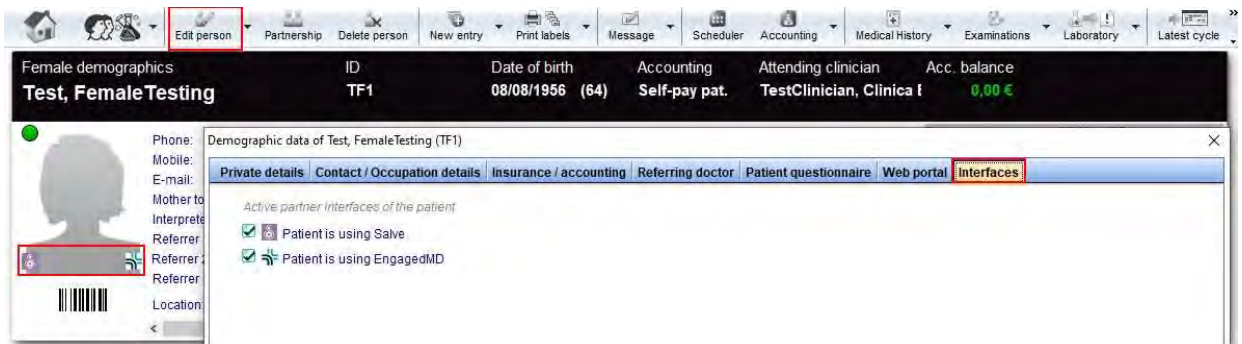 Edit person Partnership Delete person New entry Print labels Message Scheduler Accounting Medical History Examinations Laboratory Latest cycle »
Female demographics ID Date of birth Accounting Attending clinician Acc. balance
Test, FemaleTesting TF1 08/08/1956 (64) Self-pay pat. TestClinician, Clinica 0,00 €
Demographic data of Test, FemaleTesting (TF1)
Private details Contact / Occupation details Insurance / accounting Referring doctor Patient questionnaire Web portal Interfaces
Active partner interfaces of the patient
Patient is using Salve
Patient is using EngagedMD
Phone:
Mobile:
E-mail:
Mother to
Interprete
Referrer
Referrer 2
Referrer
Location: